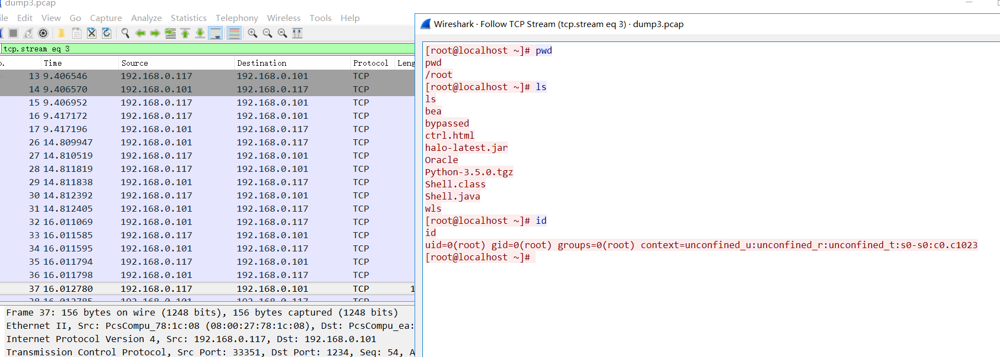 dump3.pcap
Edit View Go Capture Analyze Statistics Telephony Wireless Tools Help
tcp.stream eq 3
Time Source Destination Protocol
13 9.406546 192.168.0.117 192.168.0.101 TCP
14 9.406570 192.168.0.101 192.168.0.117 TCP
15 9.406952 192.168.0.117 192.168.0.101 TCP
16 9.417172 192.168.0.117 192.168.0.101 TCP
17 9.417196 192.168.0.101 192.168.0.117 TCP
26 14.809947 192.168.0.101 192.168.0.117 TCP
27 14.810519 192.168.0.117 192.168.0.101 TCP
28 14.811819 192.168.0.117 192.168.0.101 TCP
29 14.811838 192.168.0.101 192.168.0.117 TCP
30 14.812392 192.168.0.117 192.168.0.101 TCP
31 14.812405 192.168.0.101 192.168.0.117 TCP
32 16.011069 192.168.0.101 192.168.0.117 TCP
33 16.011585 192.168.0.117 192.168.0.101 TCP
34 16.011595 192.168.0.101 192.168.0.117 TCP
35 16.011794 192.168.0.117 192.168.0.101 TCP
36 16.011798 192.168.0.101 192.168.0.117 TCP
37 16.012780 192.168.0.117 192.168.0.101 TCP 1
38 16.012785 192.168.0.101 192.168.0.117 TCP
Frame 37: 156 bytes on wire (1248 bits), 156 bytes captured (1248 bits)
Ethernet II, Src: PcsCompu_78:1c:08 (08:00:27:78:1c:08), Dst: PcsCompu_ea:
Internet Protocol Version 4, Src: 192.168.0.117, Dst: 192.168.0.101
Transmission Control Protocol, Src Port: 33351, Dst Port: 1234, Seq: 54, A
Wireshark · Follow TCP Stream (tcp.stream eq 3) · dump3.pcap
[root@localhost ~]# pwd
pwd
/root
[root@localhost ~]# ls
ls
bea
bypassed
ctrl.html
halo-latest.jar
Oracle
Python-3.5.0.tgz
Shell.class
Shell.java
wls
[root@localhost ~]# id
id
uid=0(root) gid=0(root) groups=0(root) context=unconfined_u:unconfined_r:unconfined_t:s0-s0:c0.c1023
[root@localhost ~]#